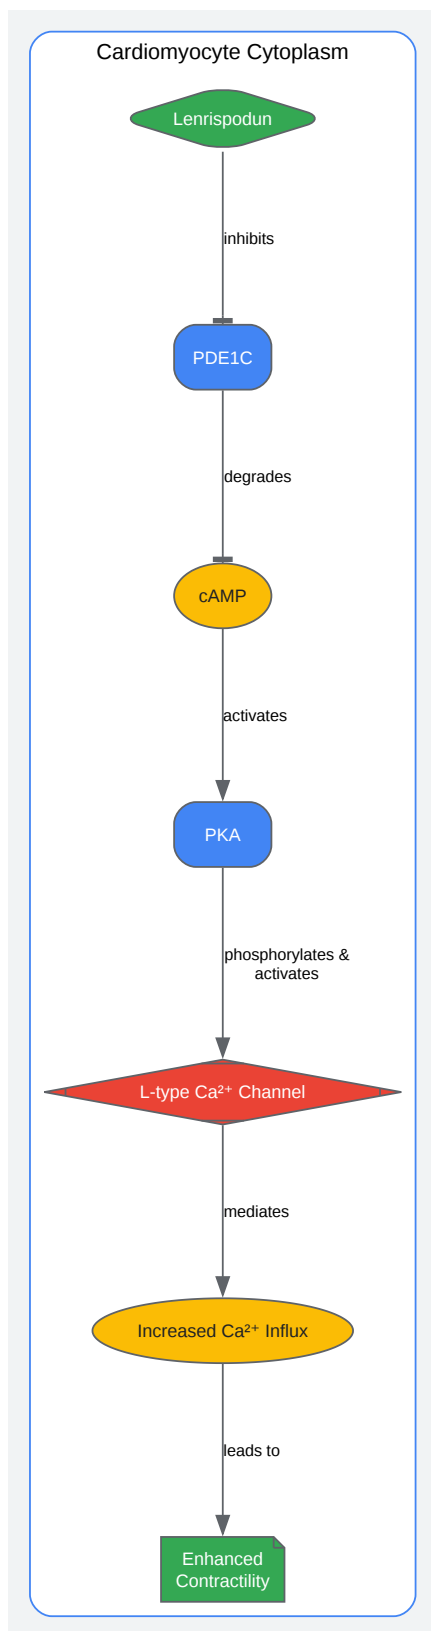 Cardiomyocyte Cytoplasm
Lenrispodun
inhibits
PDE1C
degrades
cAMP
activates
PKA
phosphorylates &
activates
L-type Ca²⁺ Channel
mediates
Increased Ca²⁺ Influx
leads to
Enhanced
Contractility